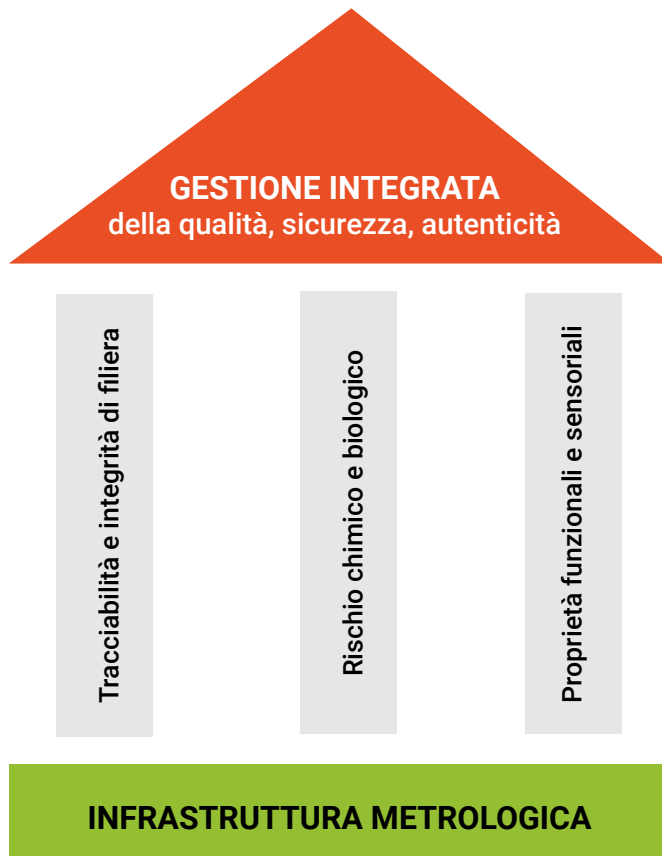 GESTIONE INTEGRATA
della qualità, sicurezza, autenticità
Tracciabilità e integrità di filiera
Rischio chimico e biologico
Proprietà funzionali e sensoriali
INFRASTRUTTURA METROLOGICA